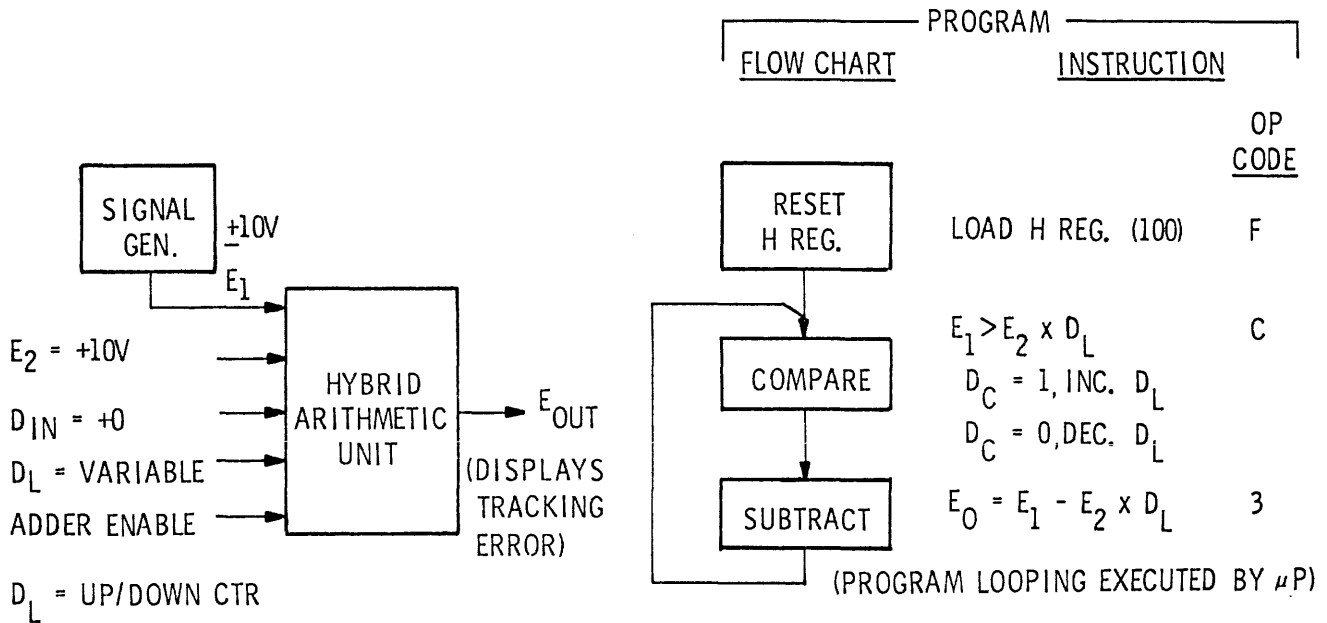 PROGRAM
FLOW CHART
INSTRUCTION
OP
CODE
SIGNAL
GEN.
±10V
E1
E2 = +10V
DIN = +0
DL = VARIABLE
ADDER ENABLE
DL = UP/DOWN CTR
HYBRID
ARITHMETIC
UNIT
EOUT
(DISPLAYS
TRACKING
ERROR)
RESET
H REG.
LOAD H REG. (100)
F
COMPARE
E1 > E2 x DL
C
DC = 1, INC. DL
DC = 0, DEC. DL
SUBTRACT
EO = E1 - E2 x DL
3
(PROGRAM LOOPING EXECUTED BY μP)